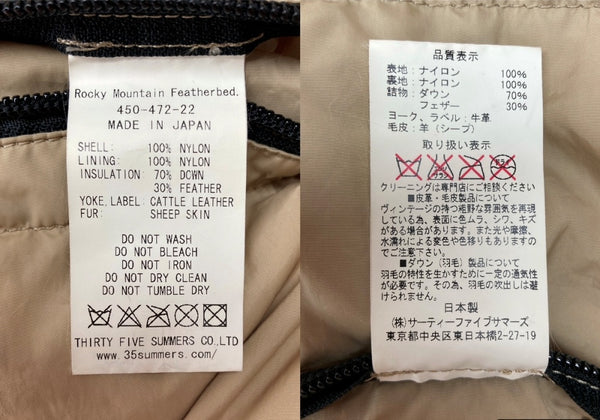 Rocky Mountain Featherbed.
450-472-22
MADE IN JAPAN
SHELL: 100% NYLON
LINING: 100% NYLON
INSULATION: 70% DOWN
30% FEATHER
YOKE,LABEL: CATTLE LEATHER
FUR: SHEEP SKIN
DO NOT WASH
DO NOT BLEACH
DO NOT IRON
DO NOT DRY CLEAN
DO NOT TUMBLE DRY
THIRTY FIVE SUMMERS CO.,LTD
www.35summers.com/
品質表示
表地:ナイロン 100%
裏地:ナイロン 100%
詰物:ダウン 70%
フェザー 30%
ヨーク、ラベル:牛革
毛皮:羊(シープ)
取り扱い表示
クリーニングは専門店にご相談ください
■皮革・毛皮製品について
ヴィンテージの持つ粗野な雰囲気を再現
している為、表面に色ムラ、シワ、キズ
がある場合があります。また光や摩擦、
水濡れによる変色や色移りもありますの
でご注意下さい。
■ダウン(羽毛)製品について
羽毛の特性を生かすために一定の通気性
が必要です。その為、羽毛の吹出しは避
けられません。
日本製
(株)サーティーファイブサマーズ
東京都中央区東日本橋2-27-19